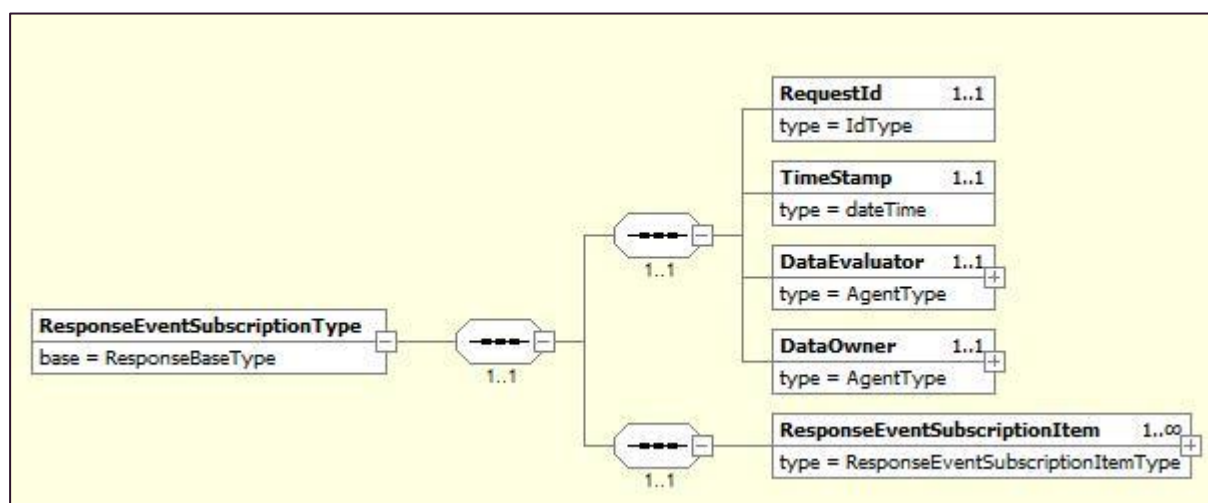 RequestId 1..1
type = IdType
TimeStamp 1..1
type = dateTime
1..1
DataEvaluator 1..1
type = AgentType
ResponseEventSubscriptionType
base = ResponseBaseType
1..1
DataOwner 1..1
type = AgentType
ResponseEventSubscriptionItem 1..∞
type = ResponseEventSubscriptionItemType
1..1